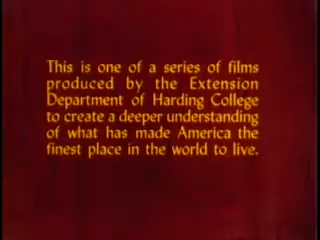 This is one of a series of films
produced by the Extension
Department of Harding College
to create a deeper understanding
of what has made America the
finest place in the world to live.